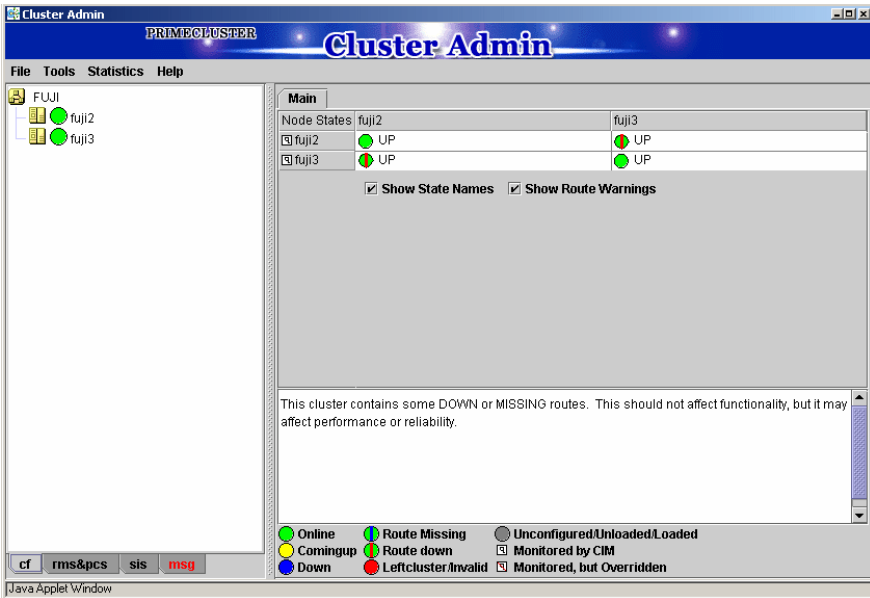 Cluster Admin
PRIMECLUSTER
Cluster Admin
File Tools Statistics Help
FUJI
fuji2
fuji3
Main
Node States fuji2 fuji3
fuji2 UP UP
fuji3 UP UP
Show State Names Show Route Warnings
This cluster contains some DOWN or MISSING routes. This should not affect functionality, but it may
affect performance or reliability.
Online Route Missing Unconfigured/Unloaded/Loaded
Comingup Route down Monitored by CIM
Down Leftcluster/Invalid Monitored, but Overridden
cf rms&pcs sis msg
Java Applet Window